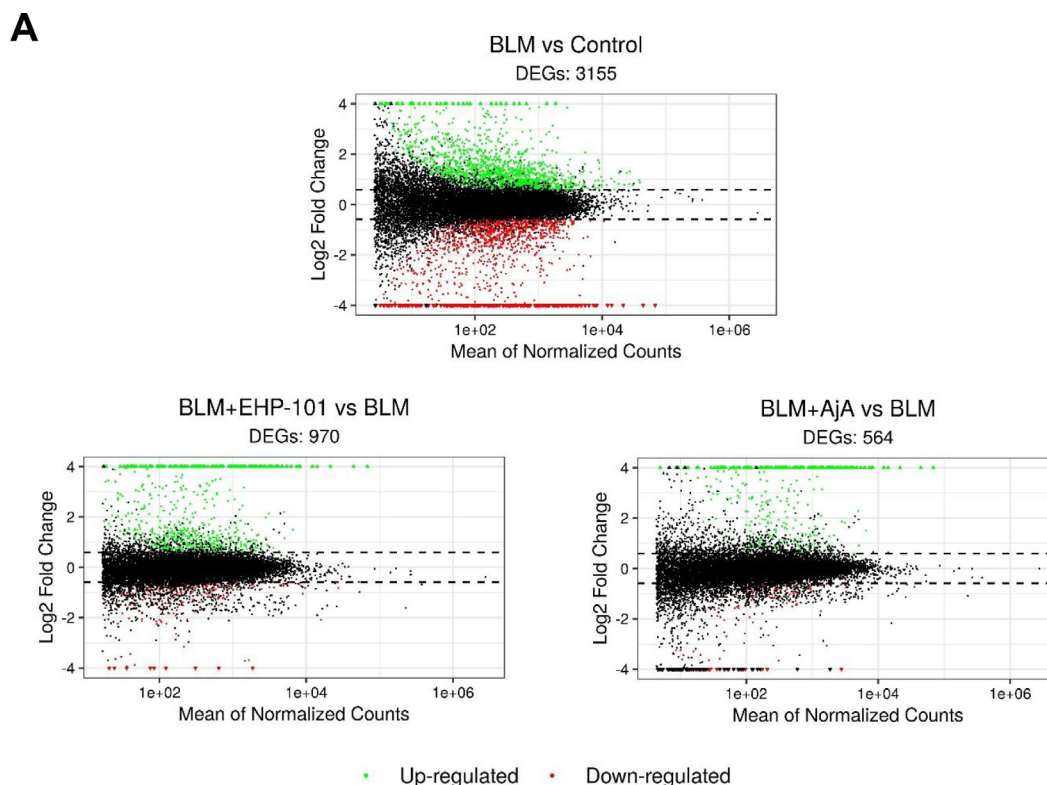 A
BLM vs Control
DEGs: 3155
Log2 Fold Change
4
2
0
-2
-4
1e+02
1e+04
1e+06
Mean of Normalized Counts
BLM+EHP-101 vs BLM
DEGs: 970
Log2 Fold Change
4
2
0
-2
-4
1e+02
1e+04
1e+06
Mean of Normalized Counts
BLM+AjA vs BLM
DEGs: 564
Log2 Fold Change
4
2
0
-2
-4
1e+02
1e+04
1e+06
Mean of Normalized Counts
Up-regulated
Down-regulated